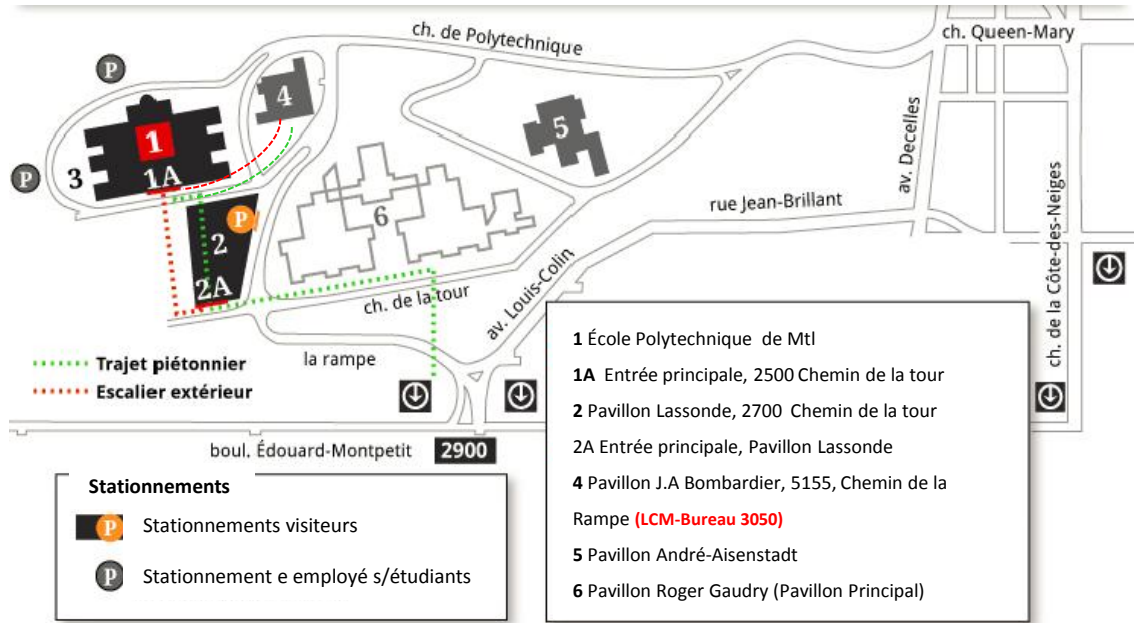 ch. de Polytechnique
ch. Queen-Mary
P
4
1
5
P
3
1A
av. Decelles
rue Jean-Brillant
P
6
2
2A
ch. de la tour
av. Louis-Colin
ch. de la Côte-des-Neiges
la rampe
Trajet piétonnier
Escalier extérieur
boul. Édouard-Montpetit 2900
1 École Polytechnique de Mtl
1A Entrée principale, 2500 Chemin de la tour
2 Pavillon Lassonde, 2700 Chemin de la tour
2A Entrée principale, Pavillon Lassonde
4 Pavillon J.A Bombardier, 5155, Chemin de la
Rampe (LCM-Bureau 3050)
5 Pavillon André-Aisenstadt
6 Pavillon Roger Gaudry (Pavillon Principal)
Stationnements
P Stationnements visiteurs
P Stationnement e employé s/étudiants